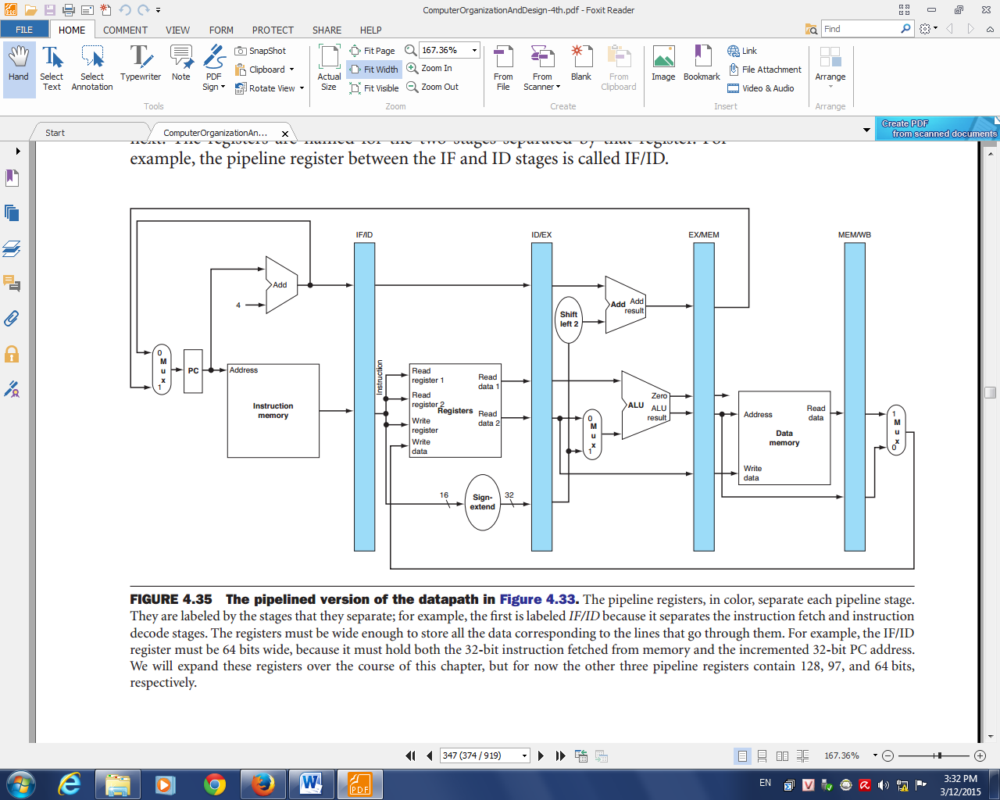 ComputerOrganizationAndDesign-4th.pdf - Foxit Reader
FILE HOME COMMENT VIEW FORM PROTECT SHARE HELP
Find
Hand
Select Text
Select Annotation
Typewriter
Note
PDF Sign
SnapShot
Clipboard
Rotate View
Tools
Actual Size
Fit Page
Fit Width
Fit Visible
167.36%
Zoom In
Zoom Out
Zoom
From File
From Scanner
Blank
From Clipboard
Create
Image
Bookmark
Link
File Attachment
Video & Audio
Insert
Arrange
Arrange
Start
ComputerOrganizationAn...
Create PDF
from scanned documents
next. The registers are named for the two stages separated by that register. For
example, the pipeline register between the IF and ID stages is called IF/ID.
IF/ID
ID/EX
EX/MEM
MEM/WB
Add
4
0
M
u
x
1
PC
Address
Instruction
memory
Instruction
Read
register 1
Read
register 2
Write
register
Write
data
Registers
Read
data 1
Read
data 2
16
Sign-
extend
32
Shift
left 2
Add
Add
result
0
M
u
x
1
ALU
Zero
ALU
result
Address
Read
data
Data
memory
Write
data
1
M
u
x
0
FIGURE 4.35 The pipelined version of the datapath in Figure 4.33. The pipeline registers, in color, separate each pipeline stage.
They are labeled by the stages that they separate; for example, the first is labeled IF/ID because it separates the instruction fetch and instruction
decode stages. The registers must be wide enough to store all the data corresponding to the lines that go through them. For example, the IF/ID
register must be 64 bits wide, because it must hold both the 32-bit instruction fetched from memory and the incremented 32-bit PC address.
We will expand these registers over the course of this chapter, but for now the other three pipeline registers contain 128, 97, and 64 bits,
respectively.
347 (374 / 919)
167.36%
EN
3:32 PM
3/12/2015